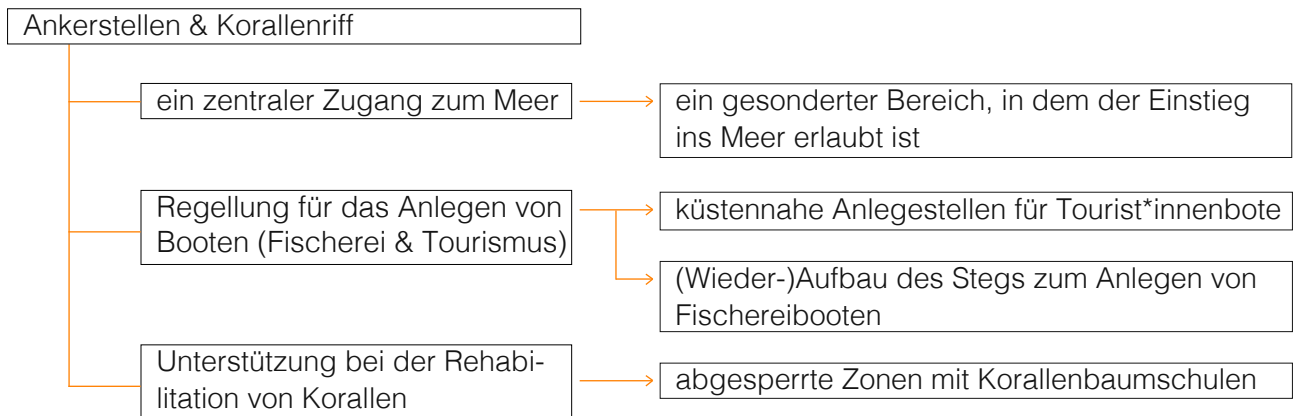 Ankerstellen & Korallenriff
ein zentraler Zugang zum Meer
ein gesonderter Bereich, in dem der Einstieg
ins Meer erlaubt ist
Regellung für das Anlegen von
Booten (Fischerei & Tourismus)
küstennahe Anlegestellen für Tourist*innenbote
(Wieder-)Aufbau des Stegs zum Anlegen von
Fischereibooten
Unterstützung bei der Rehabi-
litation von Korallen
abgesperrte Zonen mit Korallenbaumschulen